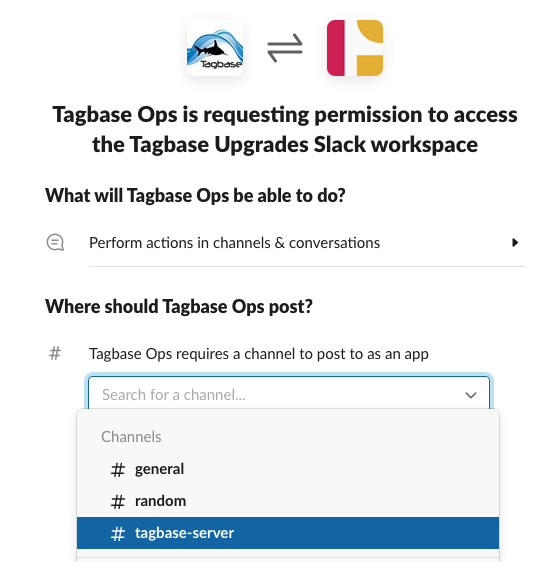 Tagbase
Tagbase Ops is requesting permission to access
the Tagbase Upgrades Slack workspace
What will Tagbase Ops be able to do?
Perform actions in channels & conversations
Where should Tagbase Ops post?
# Tagbase Ops requires a channel to post to as an app
Search for a channel...
Channels
# general
# random
# tagbase-server